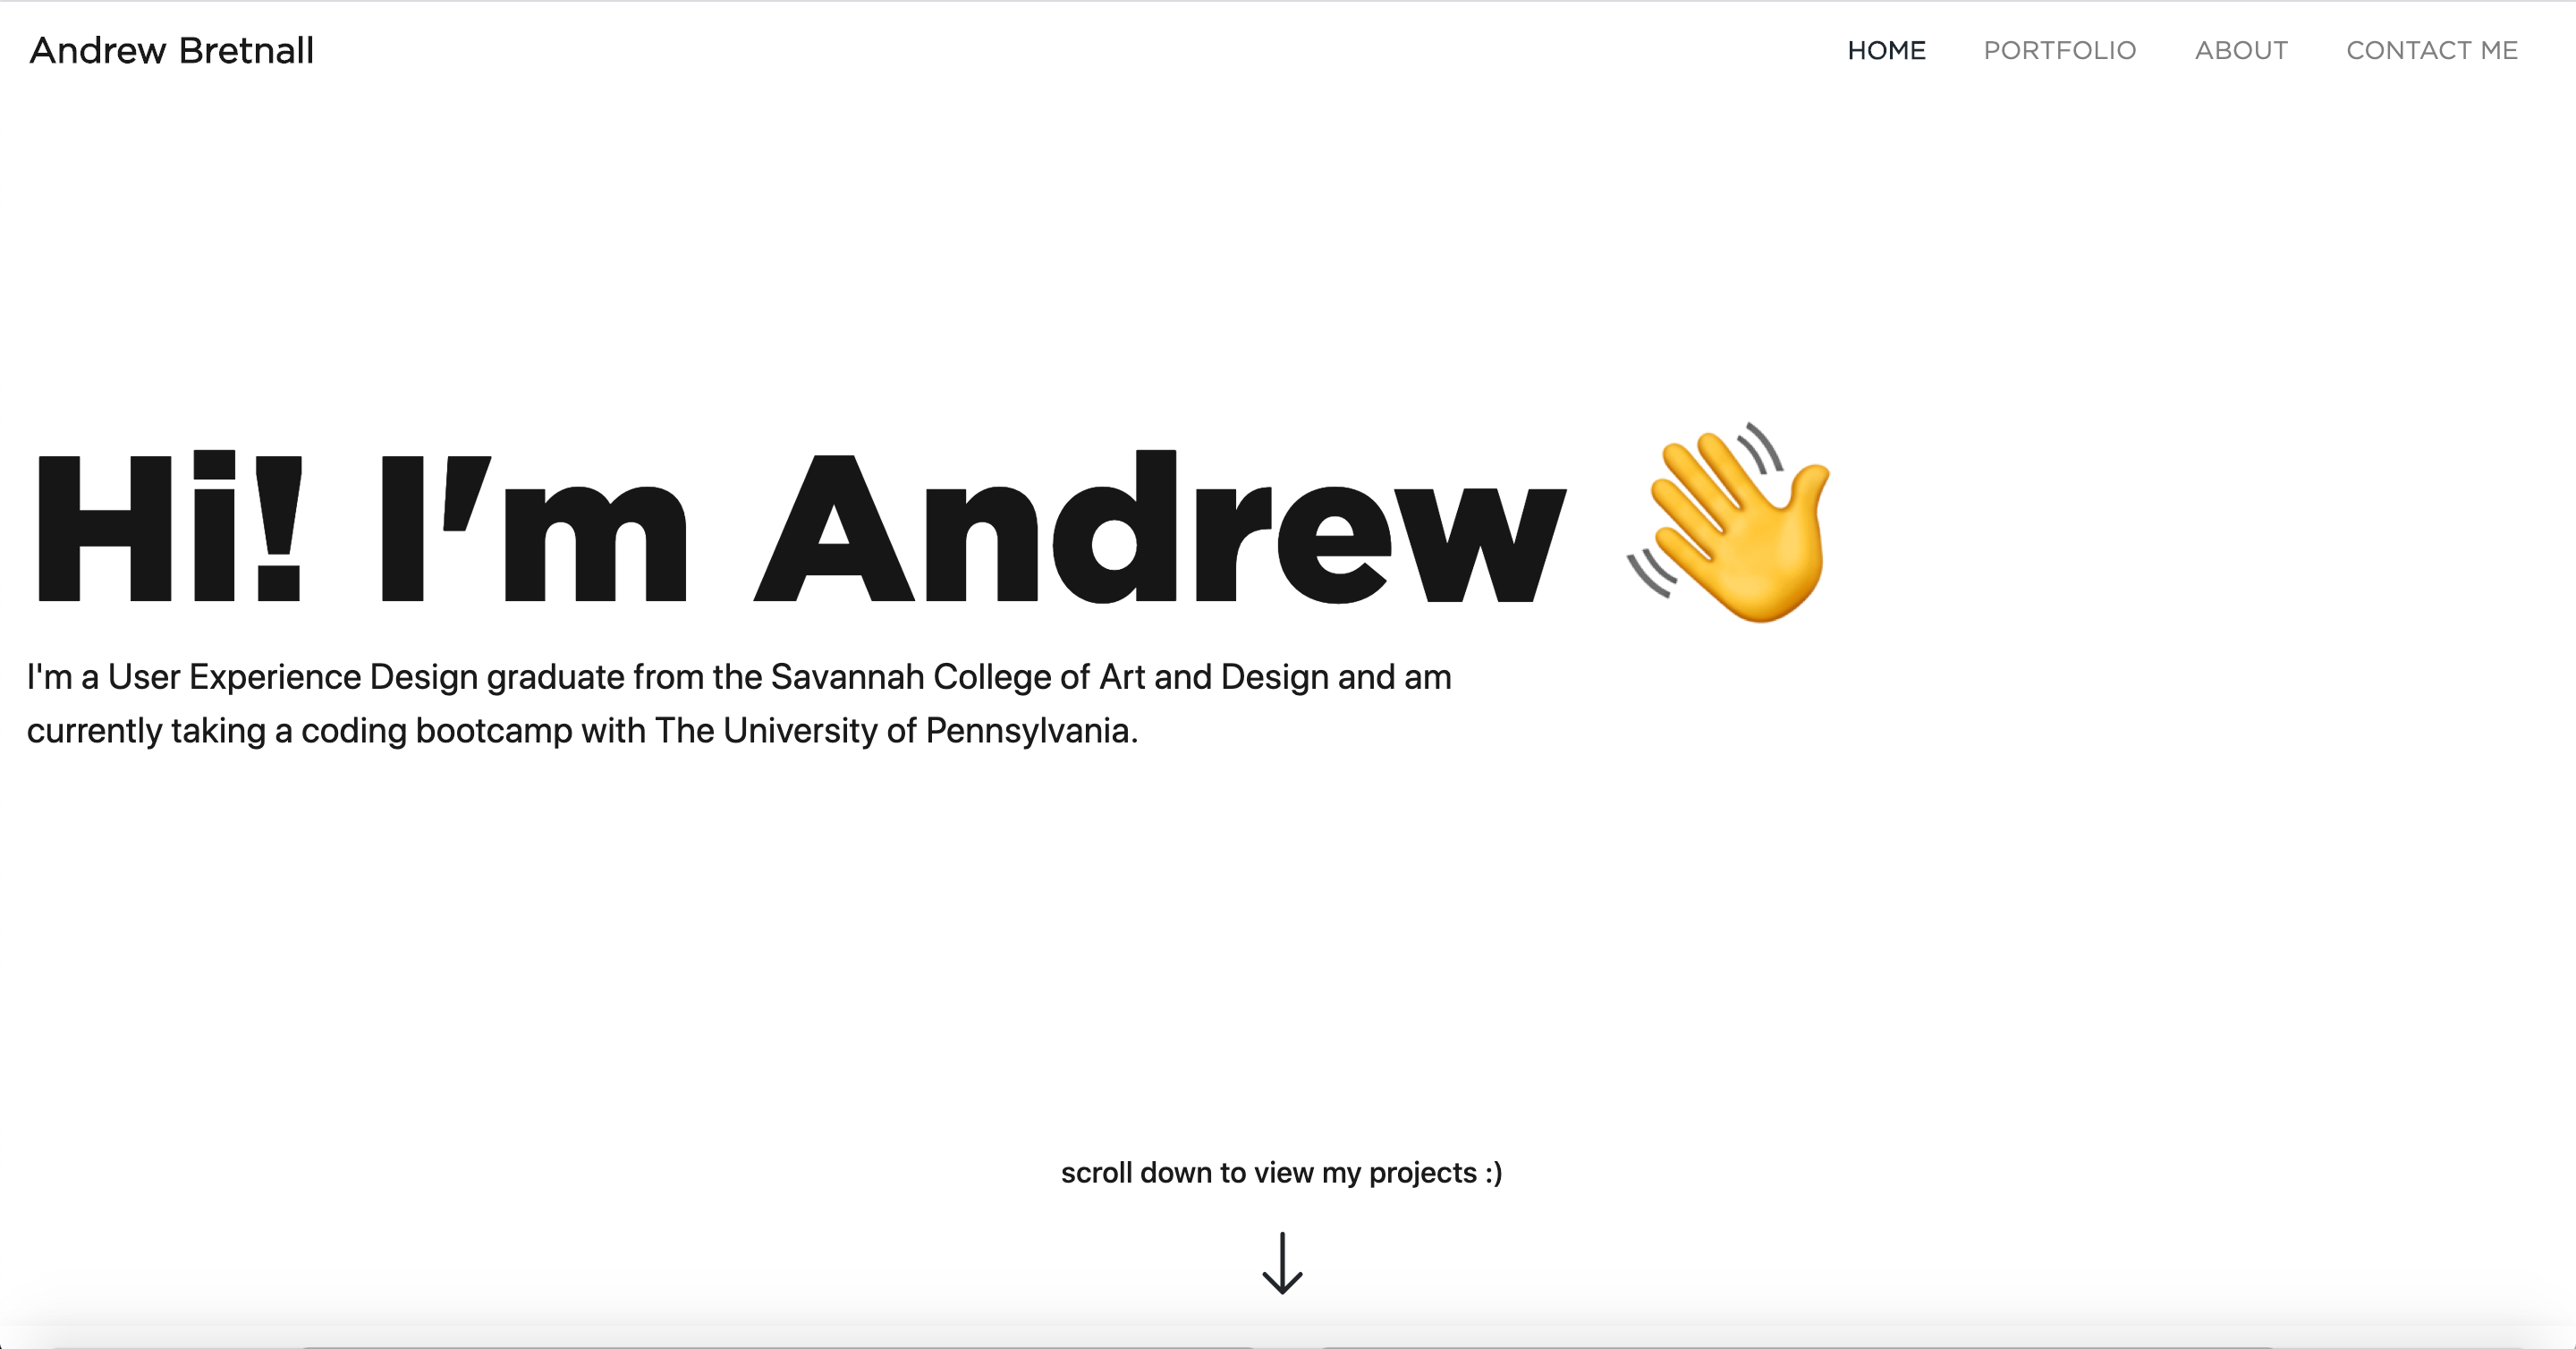 Andrew Bretnall
HOME PORTFOLIO ABOUT CONTACT ME
Hi! I'm Andrew 👋
I'm a User Experience Design graduate from the Savannah College of Art and Design and am
currently taking a coding bootcamp with The University of Pennsylvania.
scroll down to view my projects :)